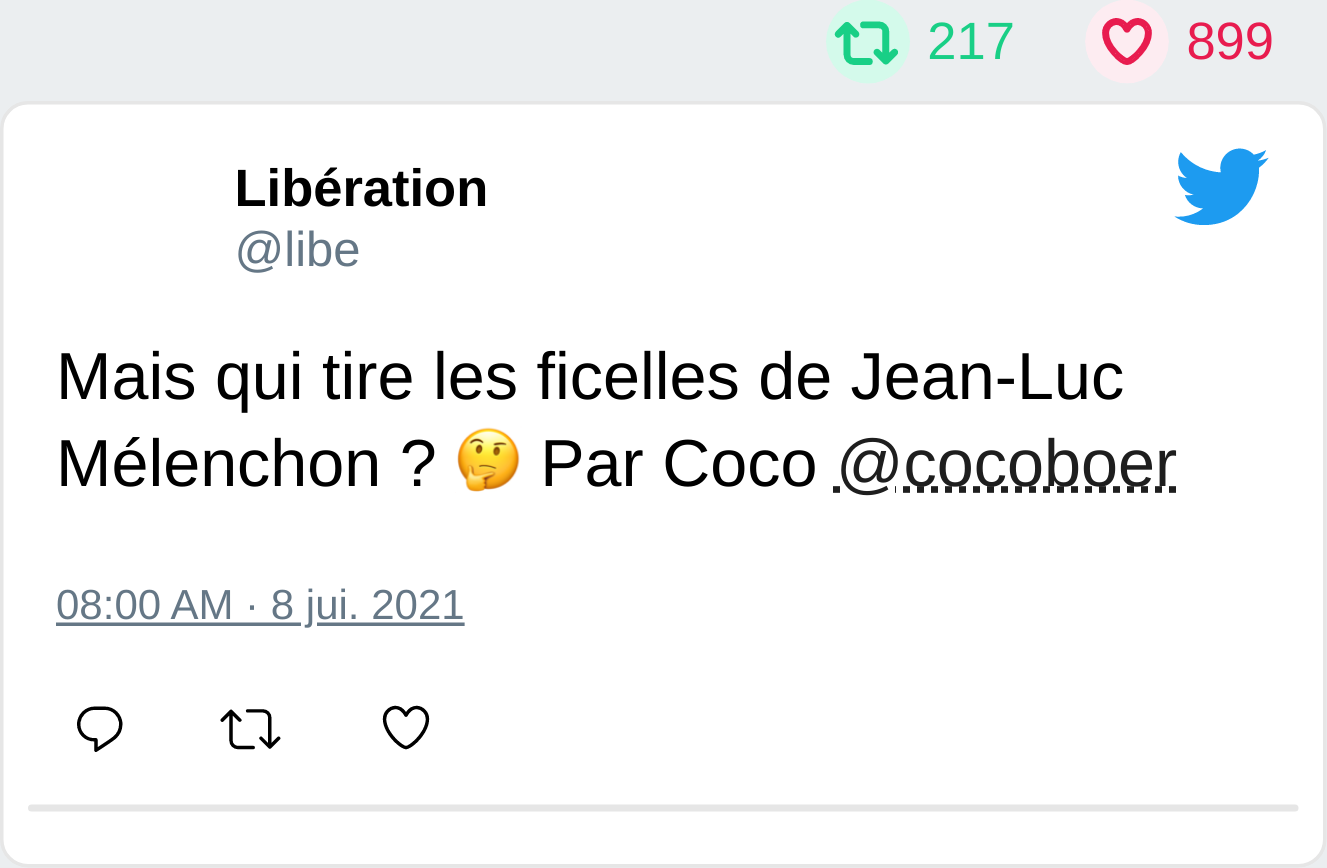 217 899
Libération
@libe
Mais qui tire les ficelles de Jean-Luc
Mélenchon ? 🤔 Par Coco @cocoboer
08:00 AM · 8 jui. 2021